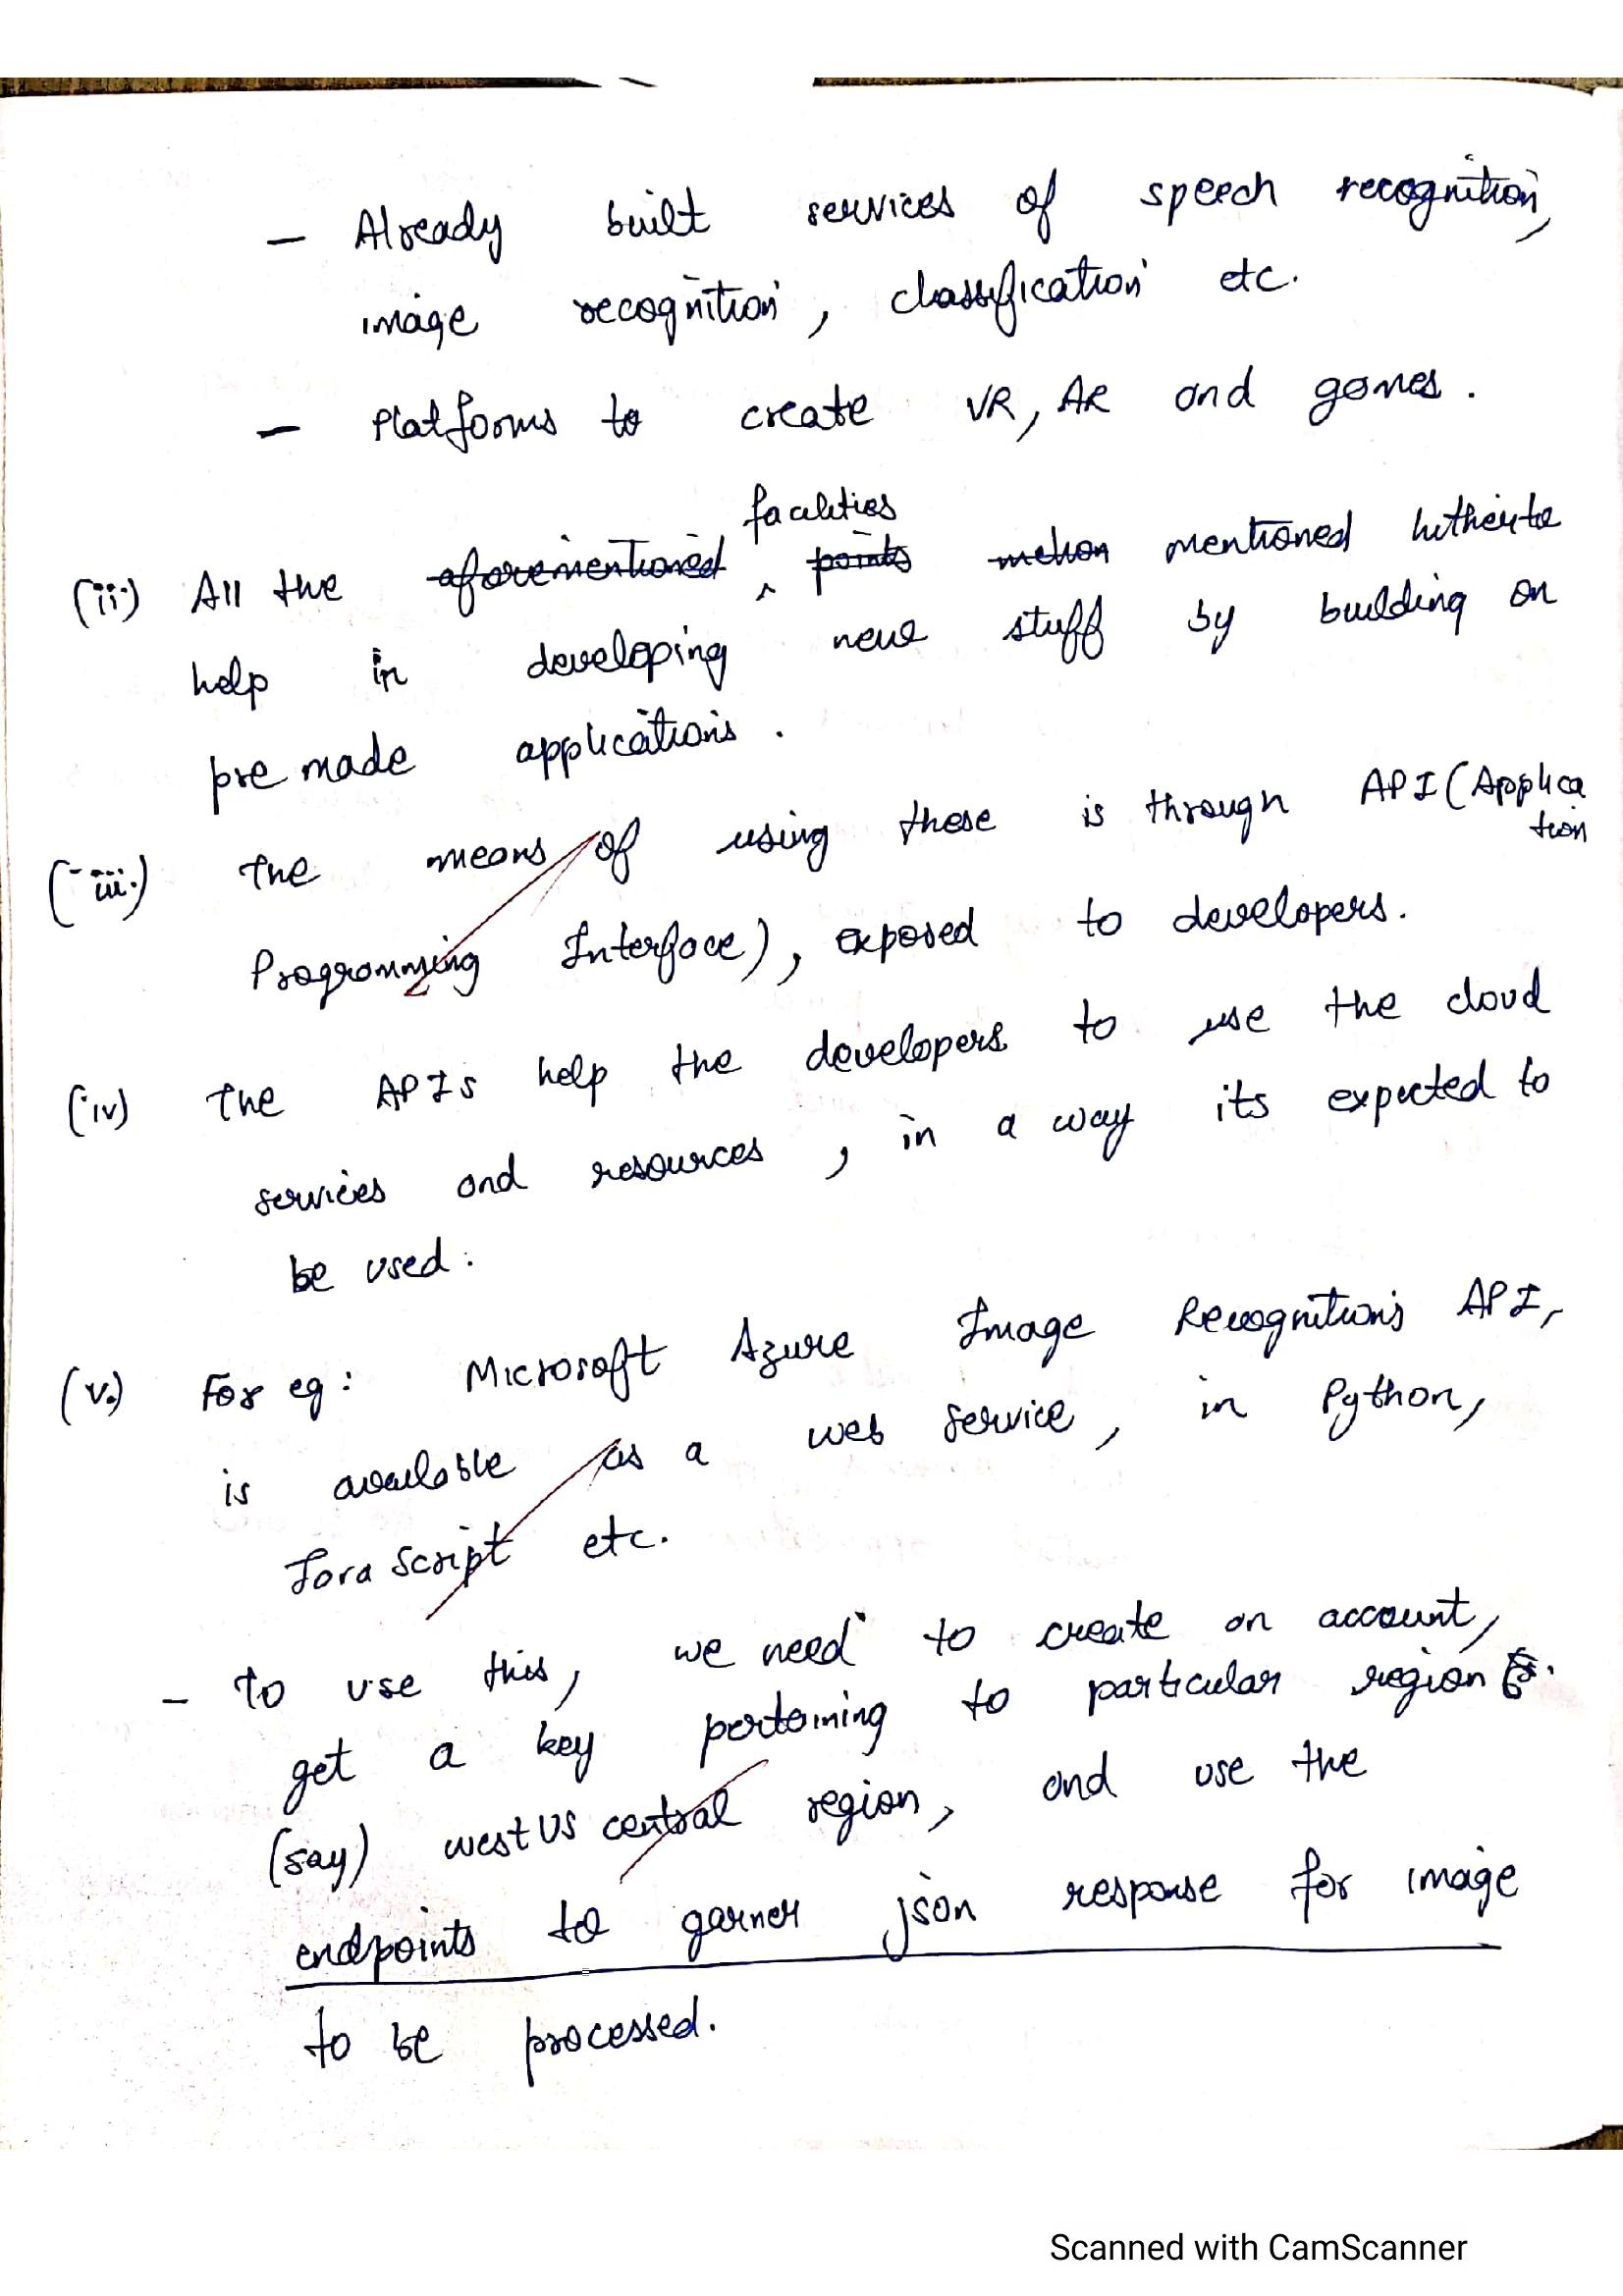 - Already built services of speech recognition,
image recognition, classification etc.
- Platforms to create VR, AR and games.
facilities
(ii) All the aforementioned ^ points mention mentioned hitherto
help in developing new stuff by building on
pre made applications.
(iii.) The means of using these is through API (Applica
tion
Programming Interface), exposed to developers.
(iv) The APIs help the developers to use the cloud
services and resources, in a way its expected to
be used.
(v.) For eg: Microsoft Azure Image Recognitions API,
is available as a web service, in Python,
Java Script etc.
- To use this, we need to create an account,
get a key pertaining to particular region
(say) west US central region, and use the
endpoints to garner json response for image
to be processed.
Scanned with CamScanner